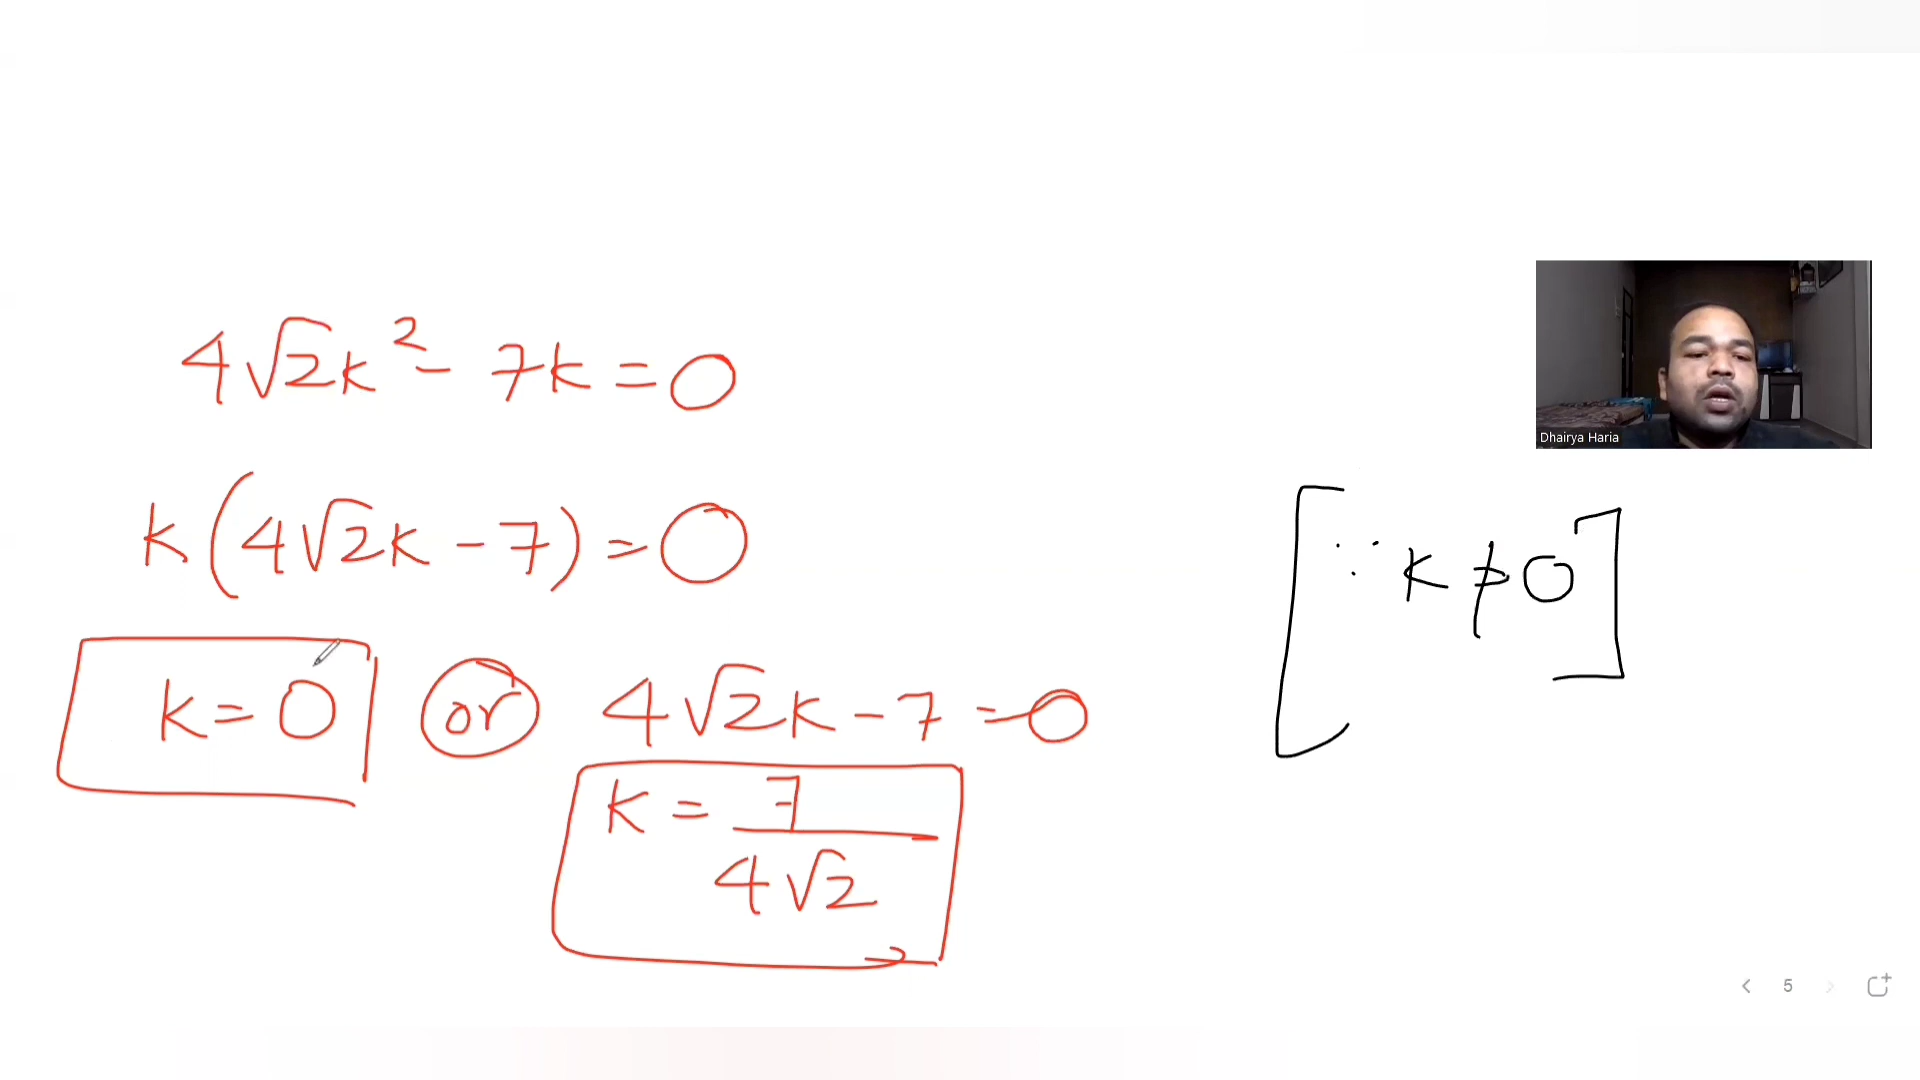 4√2k² - 7k = 0
k(4√2k - 7) = 0
k = 0 or 4√2k - 7 = 0
k = 7/4√2
[∵ k ≠ 0]
Dhairya Haria
5